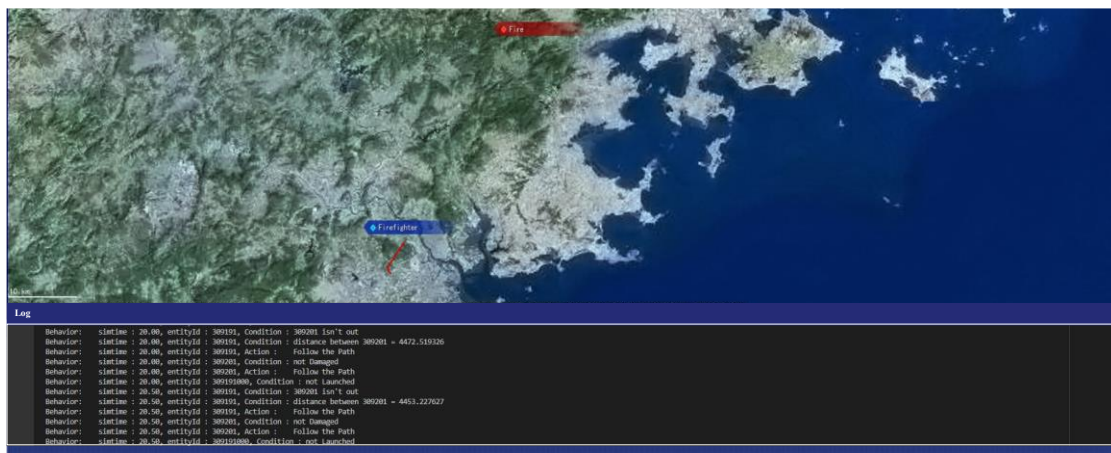 Fire
Firefighter
10 km
Log
Behavior: simtime : 20.00, entityId : 309191, Condition : 309201 isn't out
Behavior: simtime : 20.00, entityId : 309191, Condition : distance between 309201 = 4472.519326
Behavior: simtime : 20.00, entityId : 309191, Action : Follow the Path
Behavior: simtime : 20.00, entityId : 309201, Condition : not Damaged
Behavior: simtime : 20.00, entityId : 309201, Action : Follow the Path
Behavior: simtime : 20.00, entityId : 309191000, Condition : not Launched
Behavior: simtime : 20.50, entityId : 309191, Condition : 309201 isn't out
Behavior: simtime : 20.50, entityId : 309191, Condition : distance between 309201 = 4453.227627
Behavior: simtime : 20.50, entityId : 309191, Action : Follow the Path
Behavior: simtime : 20.50, entityId : 309201, Condition : not Damaged
Behavior: simtime : 20.50, entityId : 309201, Action : Follow the Path
Behavior: simtime : 20.50, entityId : 309191000, Condition : not Launched